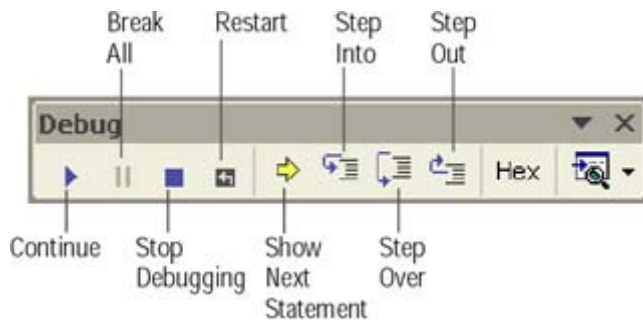 Break
All
Restart
Step
Into
Step
Out
Debug
Hex
Continue
Stop
Debugging
Show
Next
Statement
Step
Over